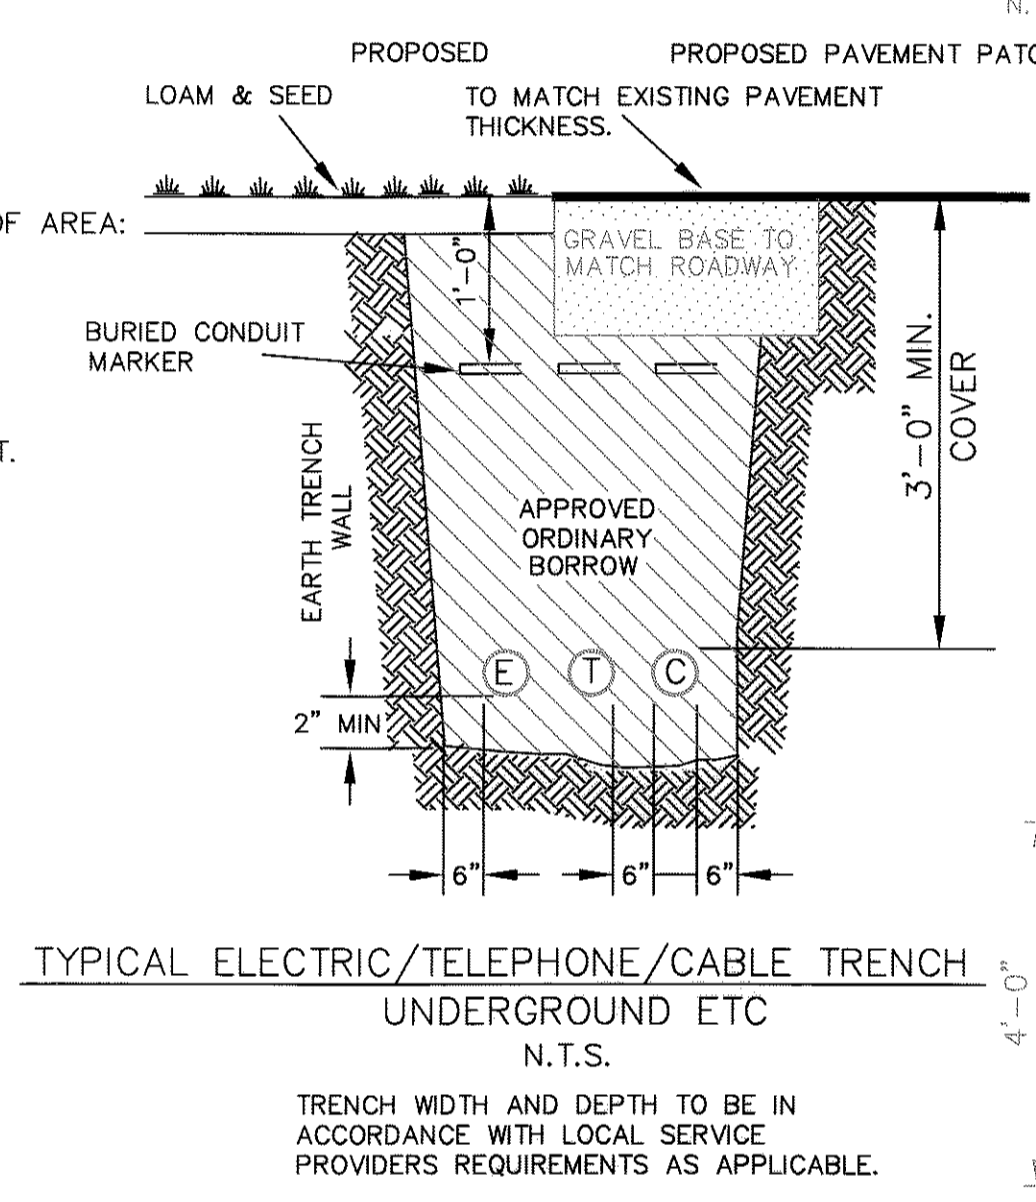 N.
PROPOSED
PROPOSED PAVEMENT PATC
LOAM & SEED
TO MATCH EXISTING PAVEMENT
THICKNESS.
OF AREA:
GRAVEL BASE TO
MATCH ROADWAY
1'-0"
BURIED CONDUIT
MARKER
3'-0" MIN.
COVER
T.
EARTH TRENCH
WALL
APPROVED
ORDINARY
BORROW
E T C
2" MIN
6" 6" 6"
TYPICAL ELECTRIC/TELEPHONE/CABLE TRENCH
UNDERGROUND ETC
4'-0"
N.T.S.
TRENCH WIDTH AND DEPTH TO BE IN
ACCORDANCE WITH LOCAL SERVICE
PROVIDERS REQUIREMENTS AS APPLICABLE.